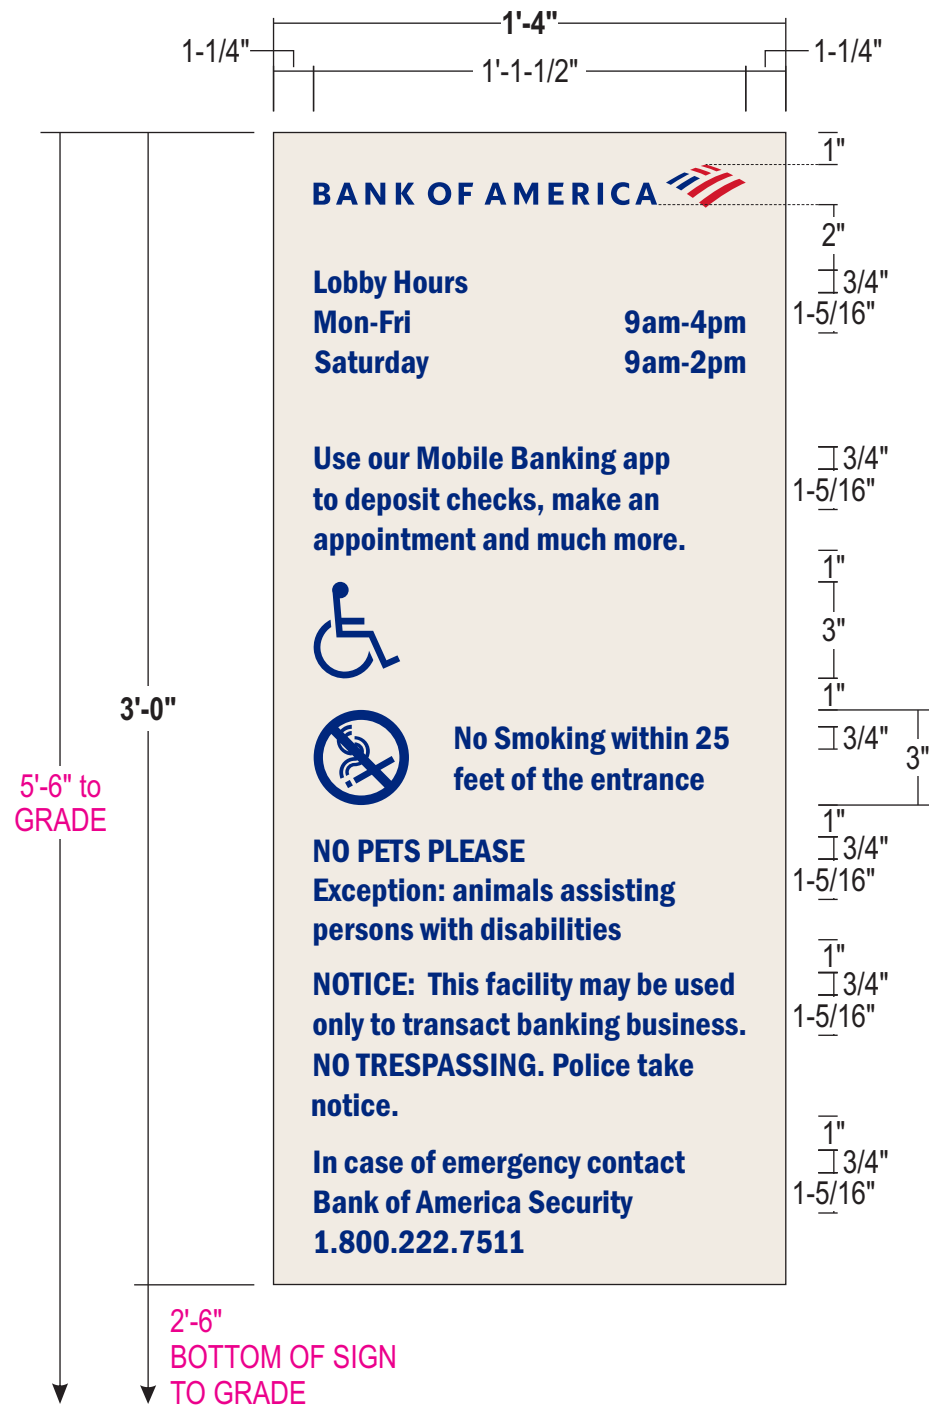 1'-4"
1-1/4"
1'-1-1/2"
1-1/4"
1"
BANK OF AMERICA
2"
Lobby Hours
3/4"
Mon-Fri 9am-4pm
1-5/16"
Saturday 9am-2pm
Use our Mobile Banking app
3/4"
to deposit checks, make an
1-5/16"
appointment and much more.
1"
3"
1"
3'-0"
No Smoking within 25
3/4"
3"
feet of the entrance
5'-6" to
GRADE
1"
NO PETS PLEASE
3/4"
Exception: animals assisting
1-5/16"
persons with disabilities
1"
NOTICE:  This facility may be used
3/4"
only to transact banking business.
1-5/16"
NO TRESPASSING. Police take
notice.
1"
In case of emergency contact
3/4"
Bank of America Security
1-5/16"
1.800.222.7511
2'-6"
BOTTOM OF SIGN
TO GRADE